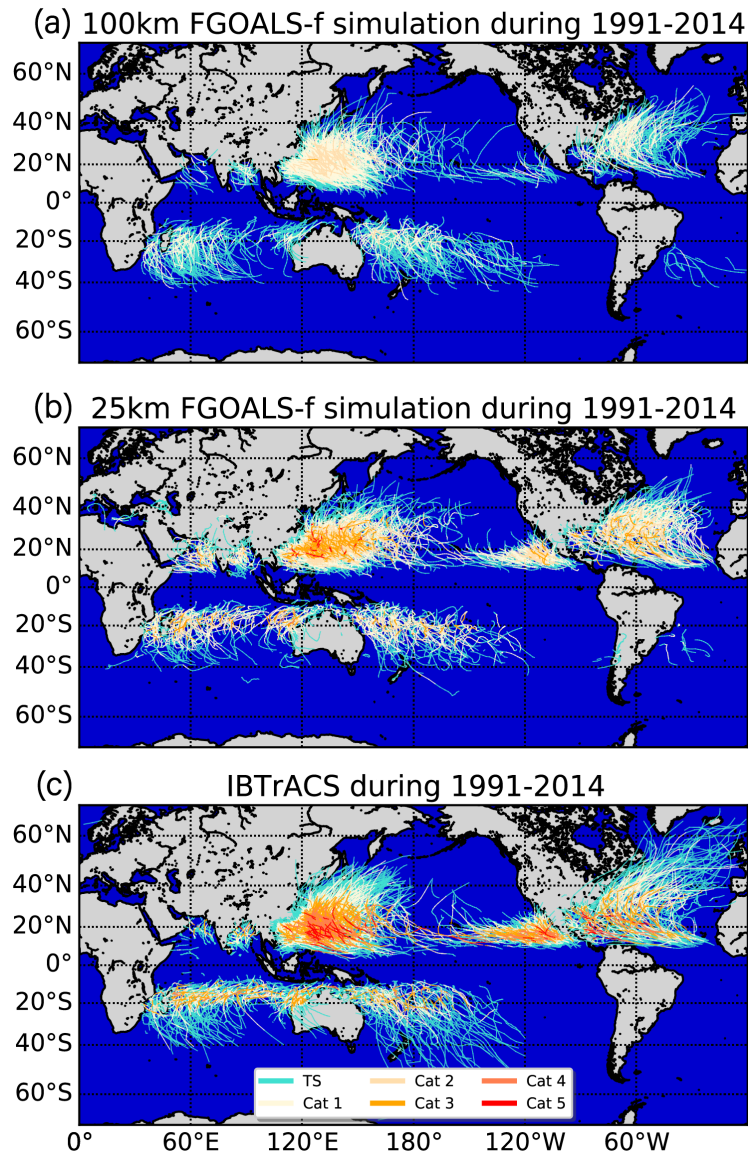 (a) 100km FGOALS-f simulation during 1991-2014
60°N
40°N
20°N
0°
20°S
40°S
60°S
(b) 25km FGOALS-f simulation during 1991-2014
60°N
40°N
20°N
0°
20°S
40°S
60°S
(c) IBTrACS during 1991-2014
60°N
40°N
20°N
0°
20°S
40°S
60°S
TS Cat 2 Cat 4
Cat 1 Cat 3 Cat 5
0° 60°E 120°E 180° 120°W 60°W